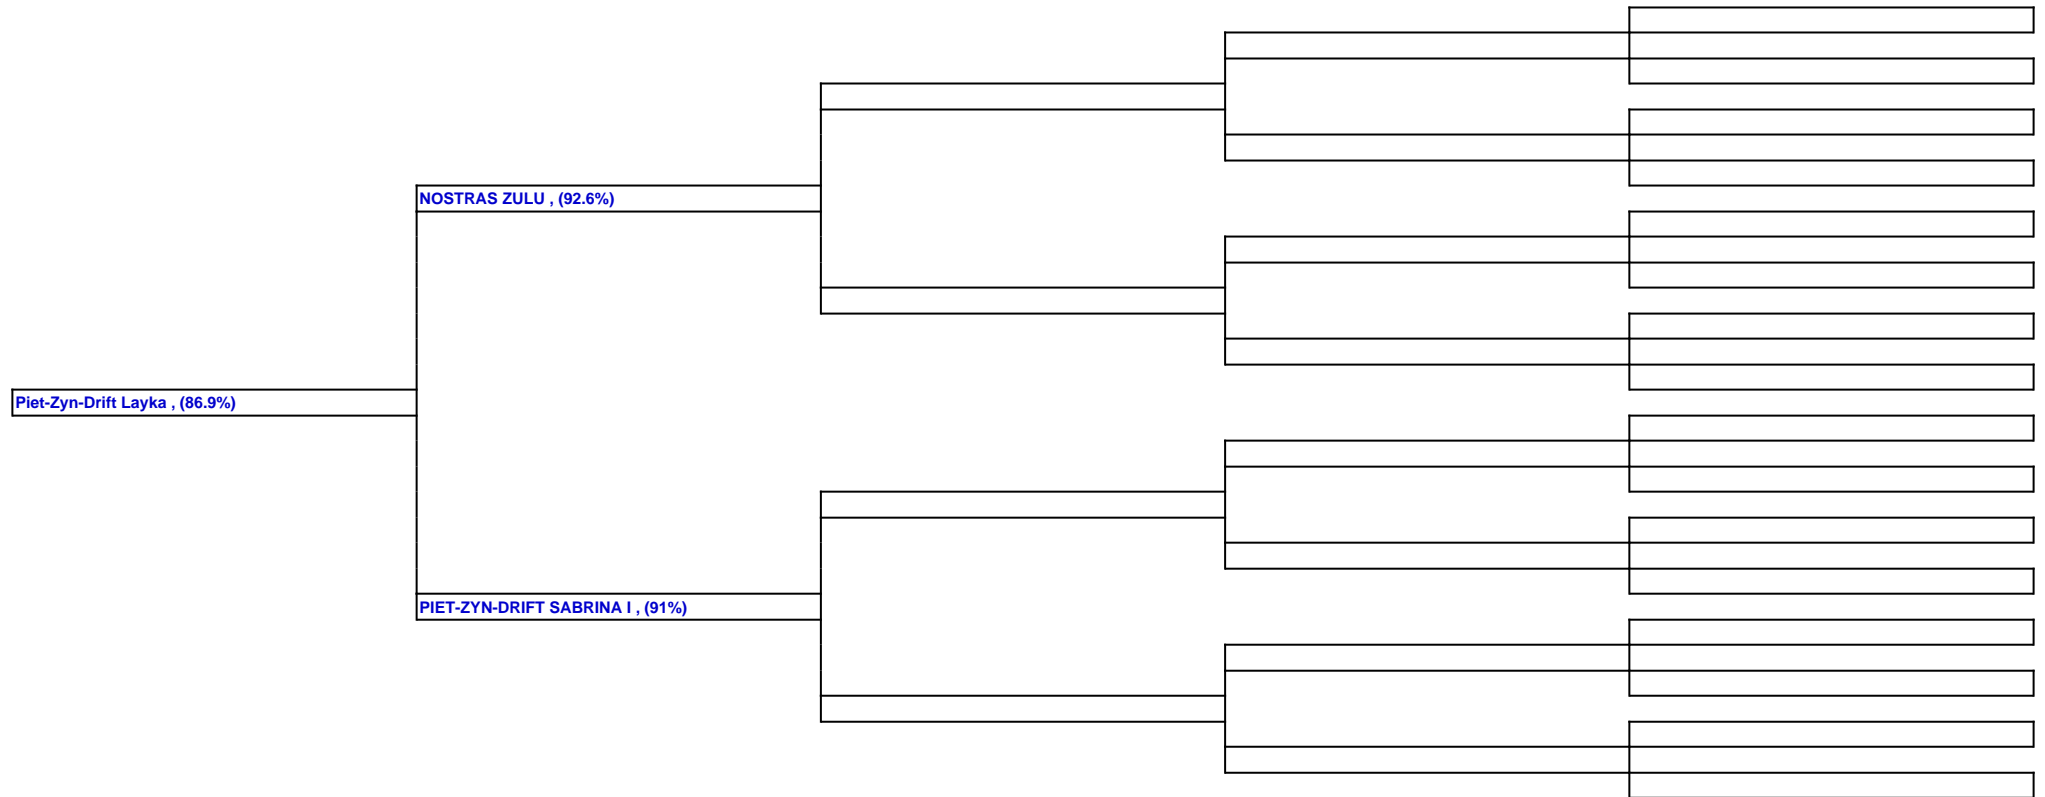 NOSTRAS ZULU , (92.6%)
Piet-Zyn-Drift Layka , (86.9%)
PIET-ZYN-DRIFT SABRINA I , (91%)